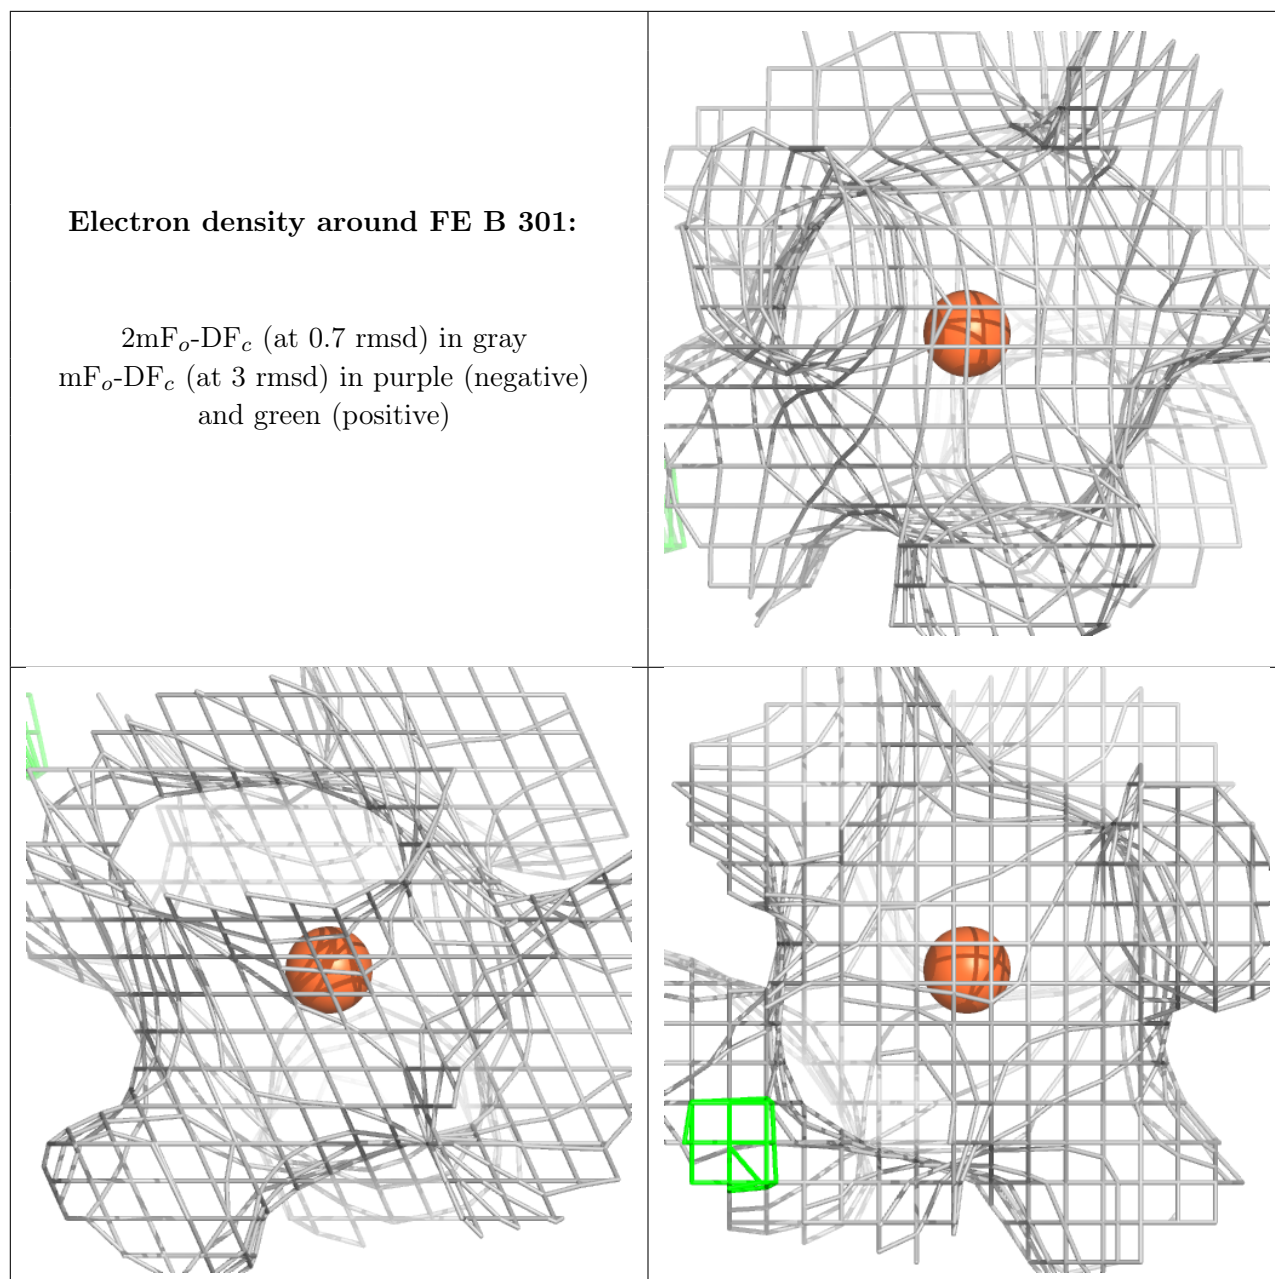 Electron density around FE B 301:
2mFo-DFc (at 0.7 rmsd) in gray
mFo-DFc (at 3 rmsd) in purple (negative)
and green (positive)